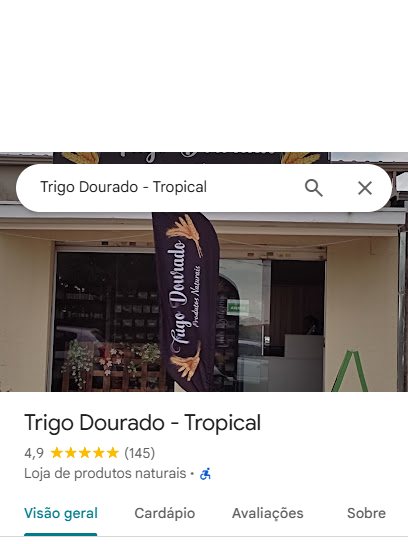 Trigo Dourado - Tropical
Trigo Dourado
Produtos Naturais
Trigo Dourado - Tropical
4,9 (145)
Loja de produtos naturais ·
Visão geral Cardápio Avaliações Sobre